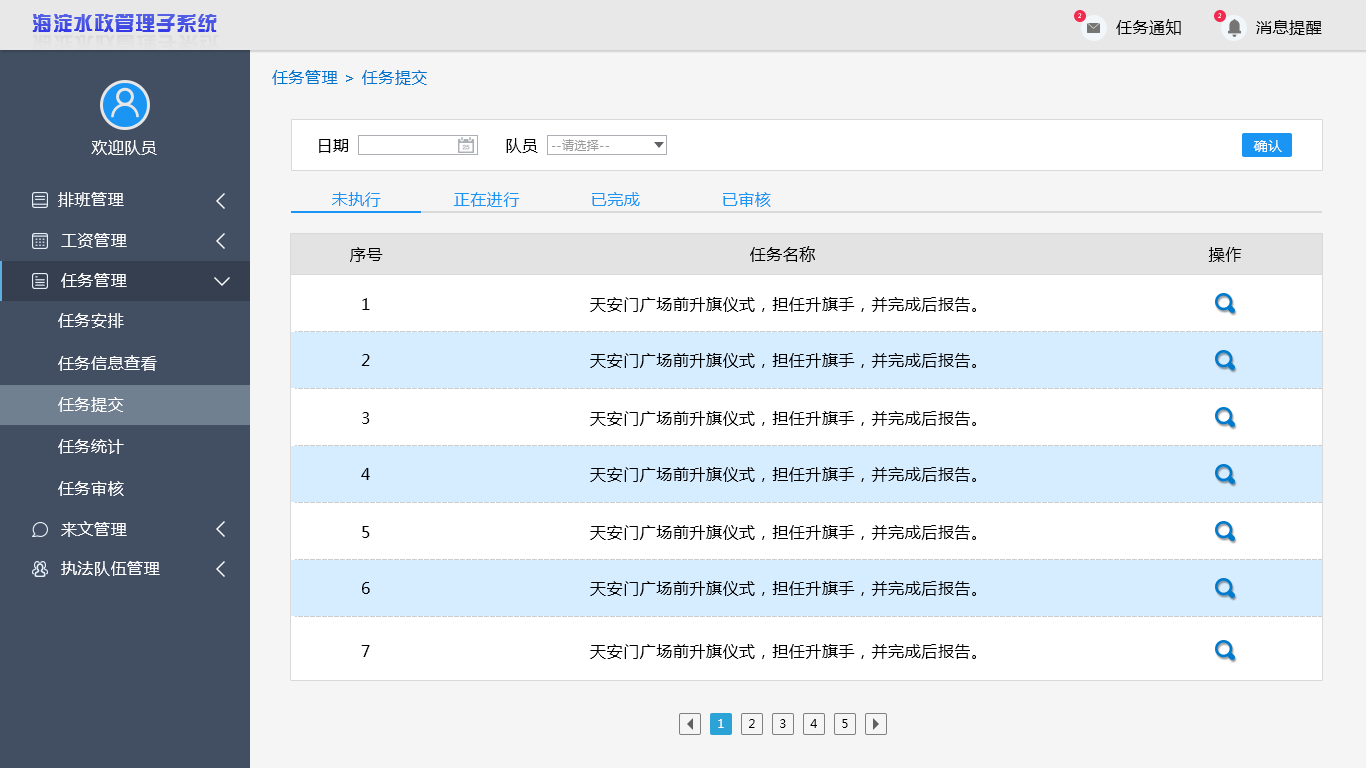 海淀水政管理子系统
2 任务通知 2 消息提醒
欢迎队员
排班管理
工资管理
任务管理
任务安排
任务信息查看
任务提交
任务统计
任务审核
来文管理
执法队伍管理
任务管理 > 任务提交
日期 25 队员 --请选择-- 确认
未执行 正在进行 已完成 已审核
序号 任务名称 操作
1 天安门广场前升旗仪式，担任升旗手，并完成后报告。
2 天安门广场前升旗仪式，担任升旗手，并完成后报告。
3 天安门广场前升旗仪式，担任升旗手，并完成后报告。
4 天安门广场前升旗仪式，担任升旗手，并完成后报告。
5 天安门广场前升旗仪式，担任升旗手，并完成后报告。
6 天安门广场前升旗仪式，担任升旗手，并完成后报告。
7 天安门广场前升旗仪式，担任升旗手，并完成后报告。
1 2 3 4 5